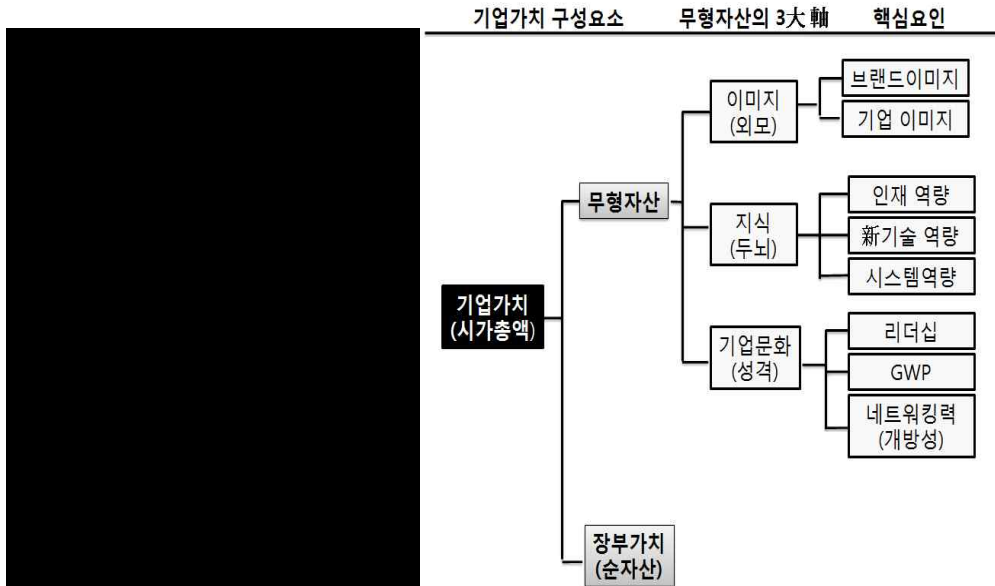 기업가치 구성요소 무형자산의 3大 軸 핵심요인
브랜드이미지
이미지
(외모)
기업 이미지
무형자산
인재 역량
지식
(두뇌)
新기술 역량
시스템역량
기업가치
(시가총액)
리더십
기업문화
(성격)
GWP
네트워킹력
(개방성)
장부가치
(순자산)